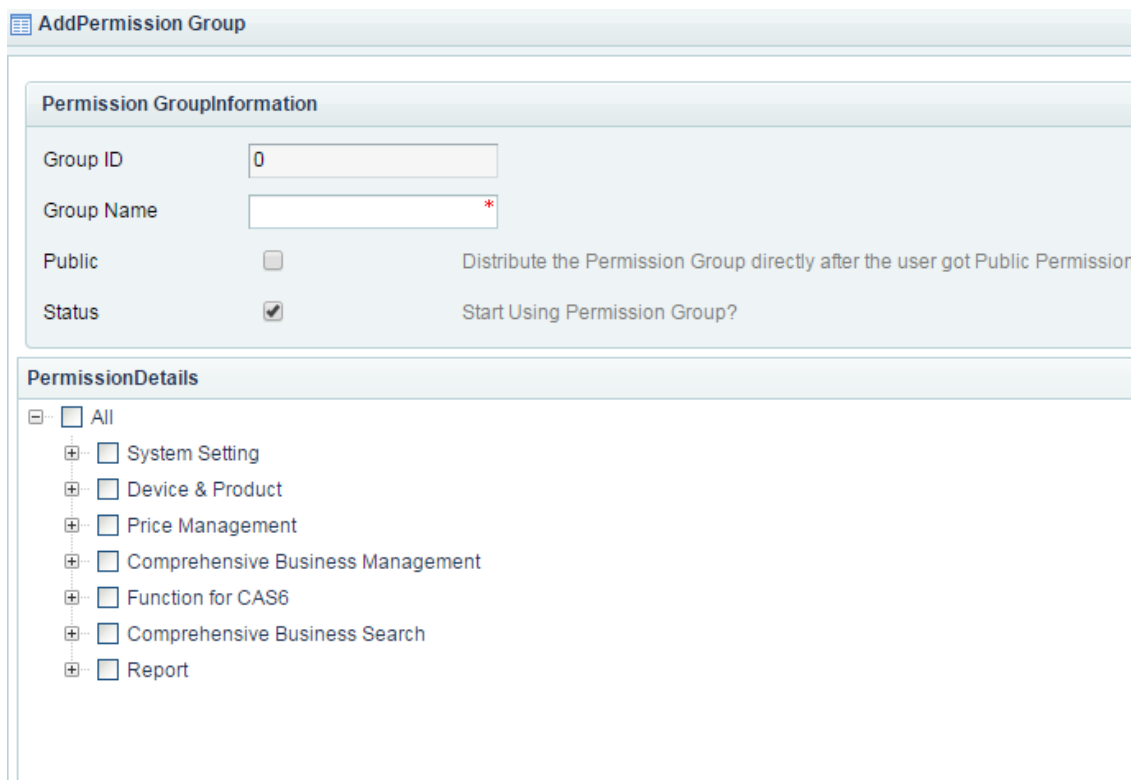 AddPermission Group
Permission GroupInformation
Group ID 0
Group Name *
Public Distribute the Permission Group directly after the user got Public Permission
Status Start Using Permission Group?
PermissionDetails
All
System Setting
Device & Product
Price Management
Comprehensive Business Management
Function for CAS6
Comprehensive Business Search
Report